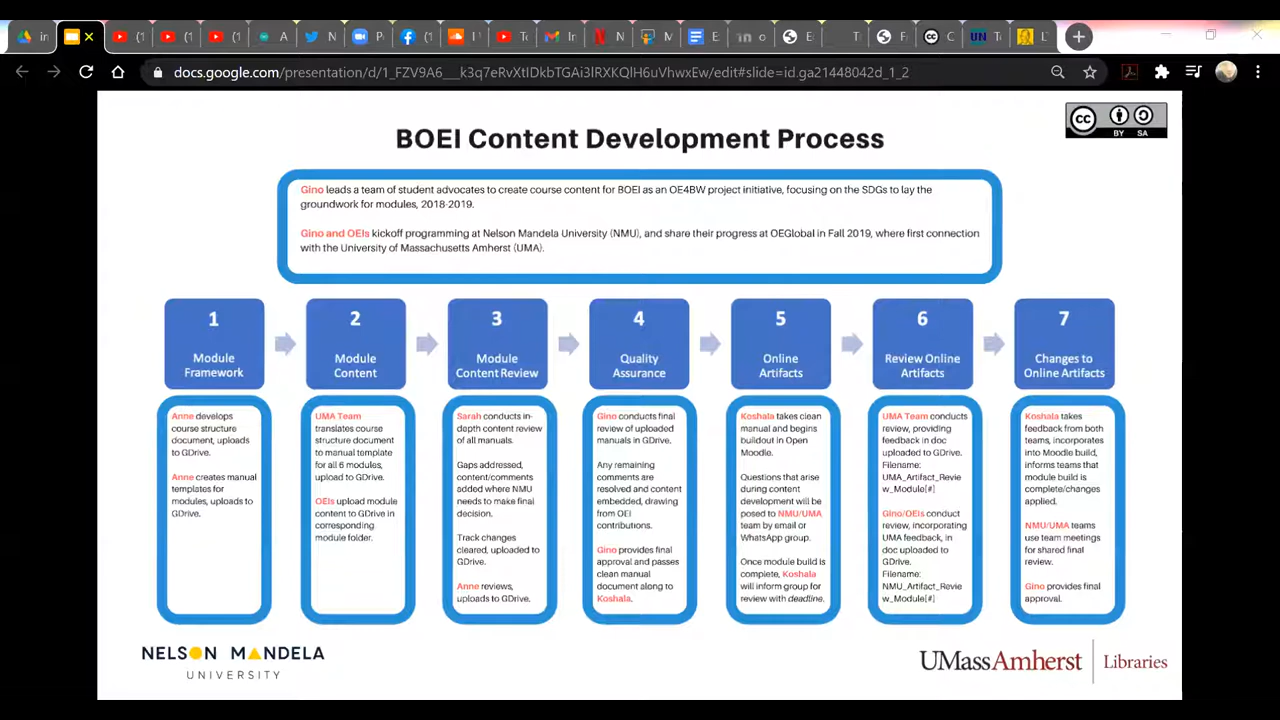 in
docs.google.com/presentation/d/1_FZV9A6___k3q7eRvXtIDkbTGAi3lRXKQlH6uVhwxEw/edit#slide=id.ga21448042d_1_2
cc
BY SA
BOEI Content Development Process
Gino leads a team of student advocates to create course content for BOEI as an OE4BW project initiative, focusing on the SDGs to lay the
groundwork for modules, 2018-2019.
Gino and OEIs kickoff programming at Nelson Mandela University (NMU), and share their progress at OEGlobal in Fall 2019, where first connection
with the University of Massachusetts Amherst (UMA).
1
Module
Framework
2
Module
Content
3
Module
Content Review
4
Quality
Assurance
5
Online
Artifacts
6
Review Online
Artifacts
7
Changes to
Online Artifacts
Anne develops
course structure
document, uploads
to GDrive.
Anne creates manual
templates for
modules, uploads to
GDrive.
UMA Team
translates course
structure document
to manual template
for all 6 modules,
upload to GDrive.
OEIs upload module
content to GDrive in
corresponding
module folder.
Sarah conducts in-
depth content review
of all manuals.
Gaps addressed,
content/comments
added where NMU
needs to make final
decision.
Track changes
cleared, uploaded to
GDrive.
Anne reviews,
uploads to GDrive.
Gino conducts final
review of uploaded
manuals in GDrive.
Any remaining
comments are
resolved and content
embedded, drawing
from OEI
contributions.
Gino provides final
approval and passes
clean manual
document along to
Koshala.
Koshala takes clean
manual and begins
buildout in Open
Moodle.
Questions that arise
during content
development will be
posed to NMU/UMA
team by email or
WhatsApp group.
Once module build is
complete, Koshala
will inform group for
review with deadline.
UMA Team conducts
review, providing
feedback in doc
uploaded to GDrive.
Filename:
UMA_Artifact_Revie
w_Module[#]
Gino/OEIs conduct
review, incorporating
UMA feedback, in
doc uploaded to
GDrive.
Filename:
NMU_Artifact_Revie
w_Module[#]
Koshala takes
feedback from both
teams, incorporates
into Moodle build,
informs teams that
module build is
complete/changes
applied.
NMU/UMA teams
use team meetings
for shared final
review.
Gino provides final
approval.
NELSON MANDELA
UNIVERSITY
UMassAmherst Libraries